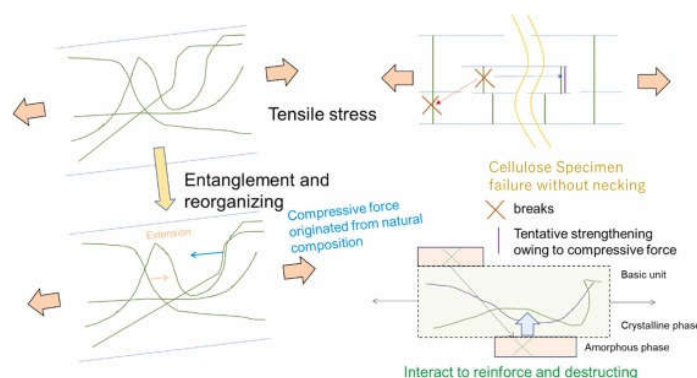 Tensile stress
Entanglement and
reorganizing
Extension
Compressive force
originated from natural
composition
Cellulose Specimen
failure without necking
breaks
Tentative strengthening
owing to compressive force
Basic unit
Crystalline phase
Amorphous phase
Interact to reinforce and destructing